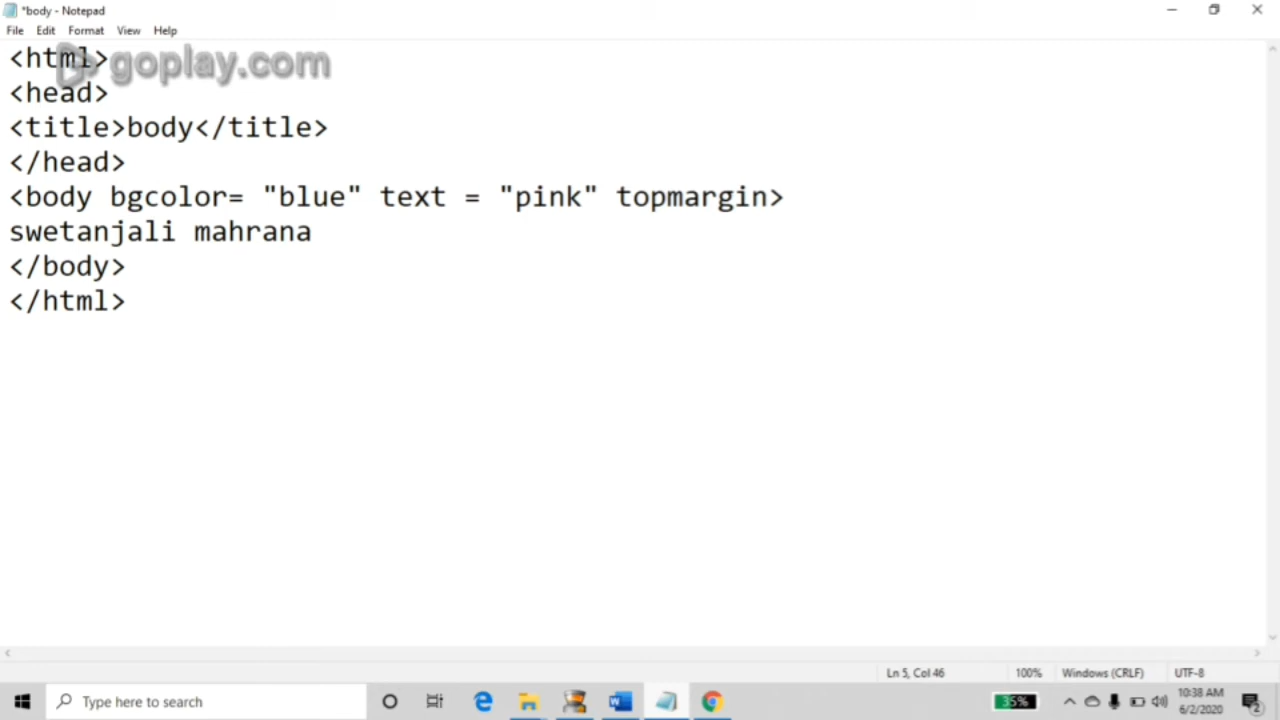 *body - Notepad
File Edit Format View Help
<html>
goplay.com
<head>
<title>body</title>
</head>
<body bgcolor= "blue" text = "pink" topmargin>
swetanjali mahrana
</body>
</html>
Ln 5, Col 46 100% Windows (CRLF) UTF-8
Type here to search
35%
10:38 AM
6/2/2020
2